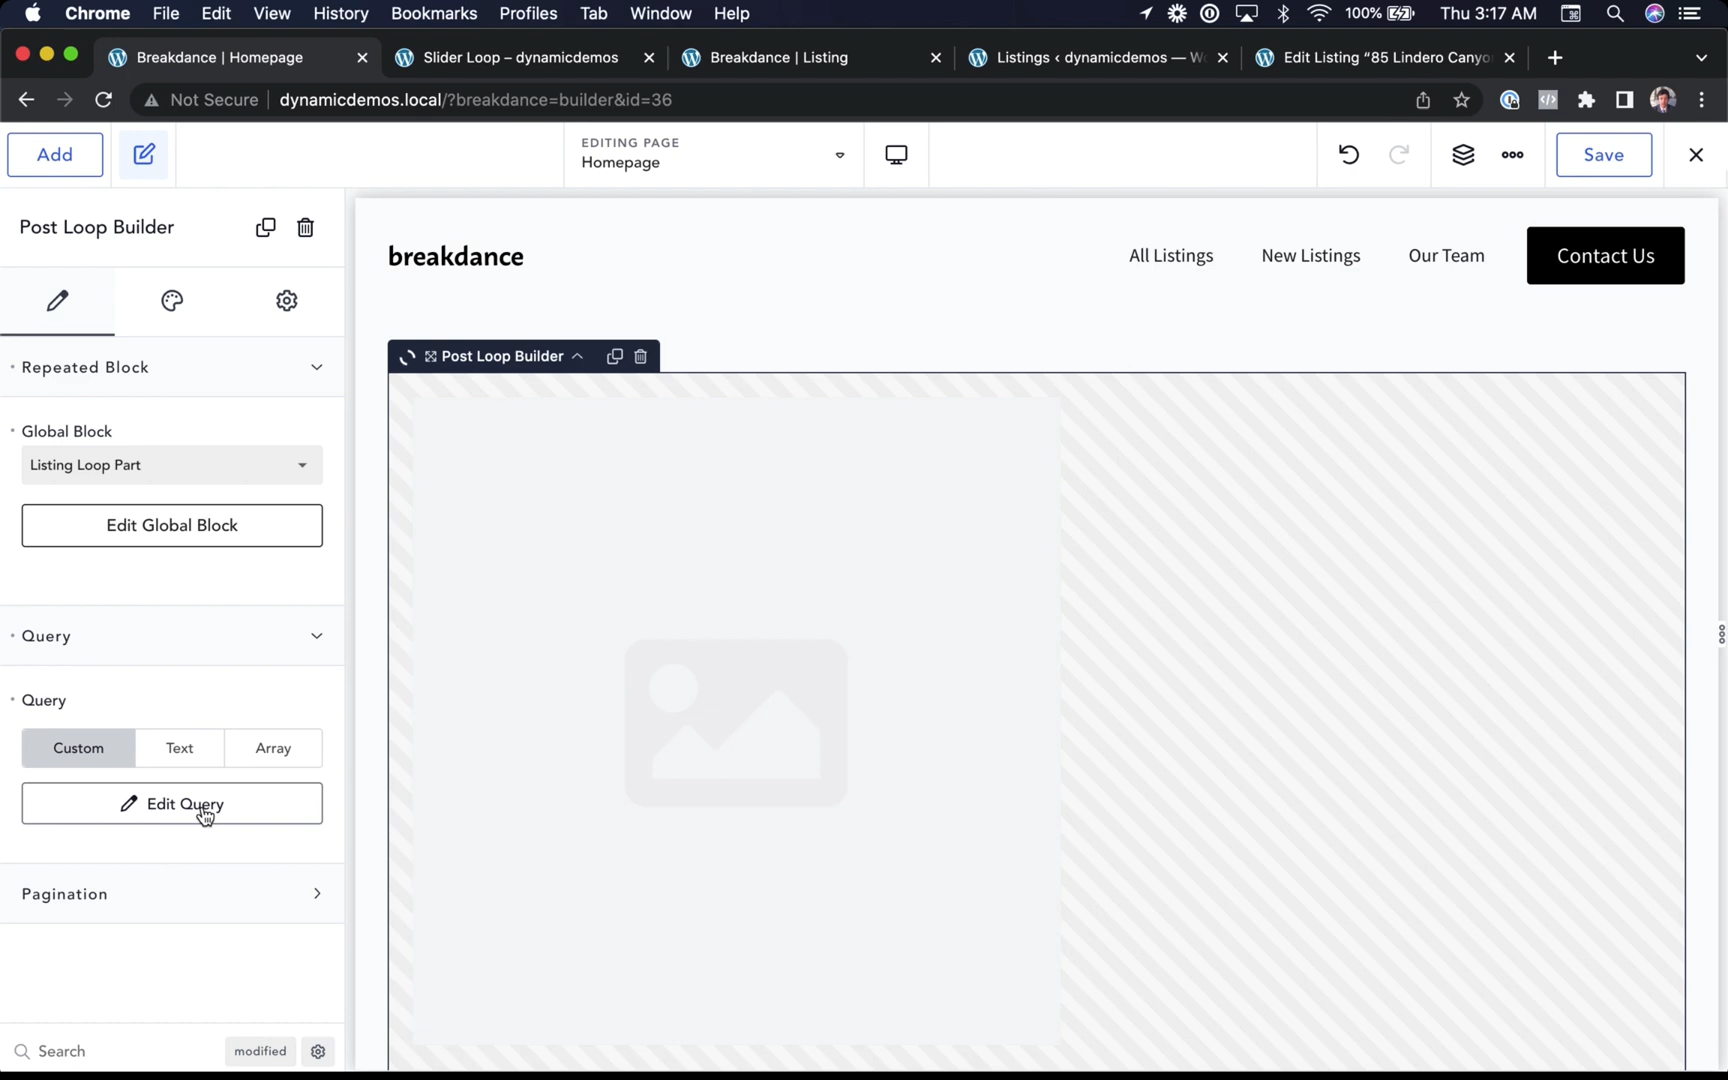 Chrome File Edit View History Bookmarks Profiles Tab Window Help 100% Thu 3:17 AM
Breakdance | Homepage Slider Loop – dynamicdemos Breakdance | Listing Listings ‹ dynamicdemos — Wo Edit Listing “85 Lindero Canyo
Not Secure dynamicdemos.local/?breakdance=builder&id=36
Add EDITING PAGE Save
Homepage
Post Loop Builder
breakdance All Listings New Listings Our Team Contact Us
Post Loop Builder
Repeated Block
Global Block
Listing Loop Part
Edit Global Block
Query
Query
Custom Text Array
Edit Query
Pagination
Search modified